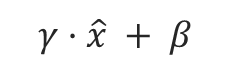 γ · x̂ + β